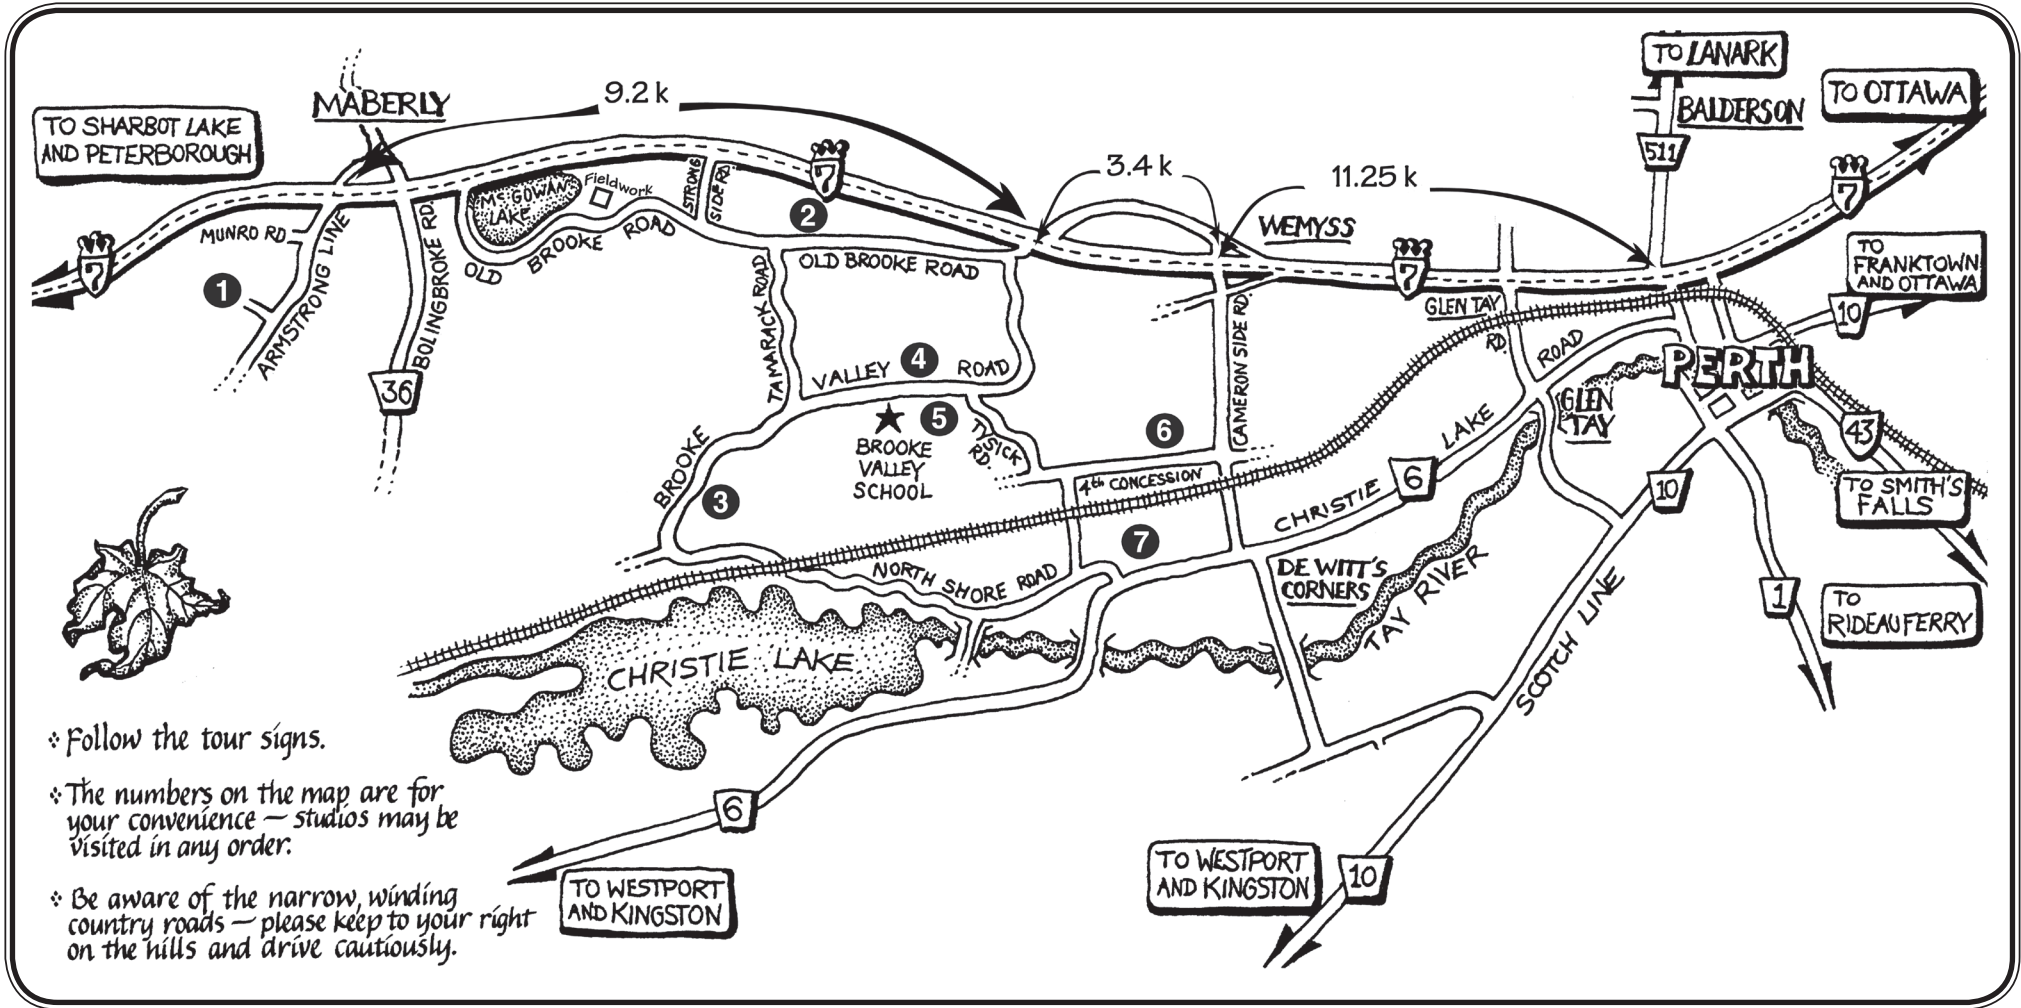 TO SHARBOT LAKE
AND PETERBOROUGH
MABERLY
9.2 k
3.4 k
11.25 k
TO LANARK
BALDERSON
511
TO OTTAWA
7
7
7
7
WEMYSS
MUNRO RD
ARMSTRONG LINE
1
BOLINGBROKE RD.
36
McGOWAN
LAKE
Fieldwork
OLD BROOKE ROAD
STRONG
SIDE RD.
2
OLD BROOKE ROAD
TAMARACK ROAD
VALLEY ROAD
4
5
BROOKE
VALLEY
SCHOOL
TYSICK
RD.
BROOKE
3
6
CAMERON SIDE RD.
4th CONCESSION
7
NORTH SHORE ROAD
CHRISTIE LAKE
CHRISTIE LAKE ROAD
6
GLEN TAY
RD.
GLEN
TAY
PERTH
TO
FRANKTOWN
AND OTTAWA
10
43
TO SMITH'S
FALLS
10
1
TO
RIDEAU FERRY
DE WITT'S
CORNERS
TAY RIVER
SCOTCH LINE
6
TO WESTPORT
AND KINGSTON
TO WESTPORT
AND KINGSTON
10
Follow the tour signs.
The numbers on the map are for
your convenience – studios may be
visited in any order.
Be aware of the narrow, winding
country roads – please keep to your right
on the hills and drive cautiously.